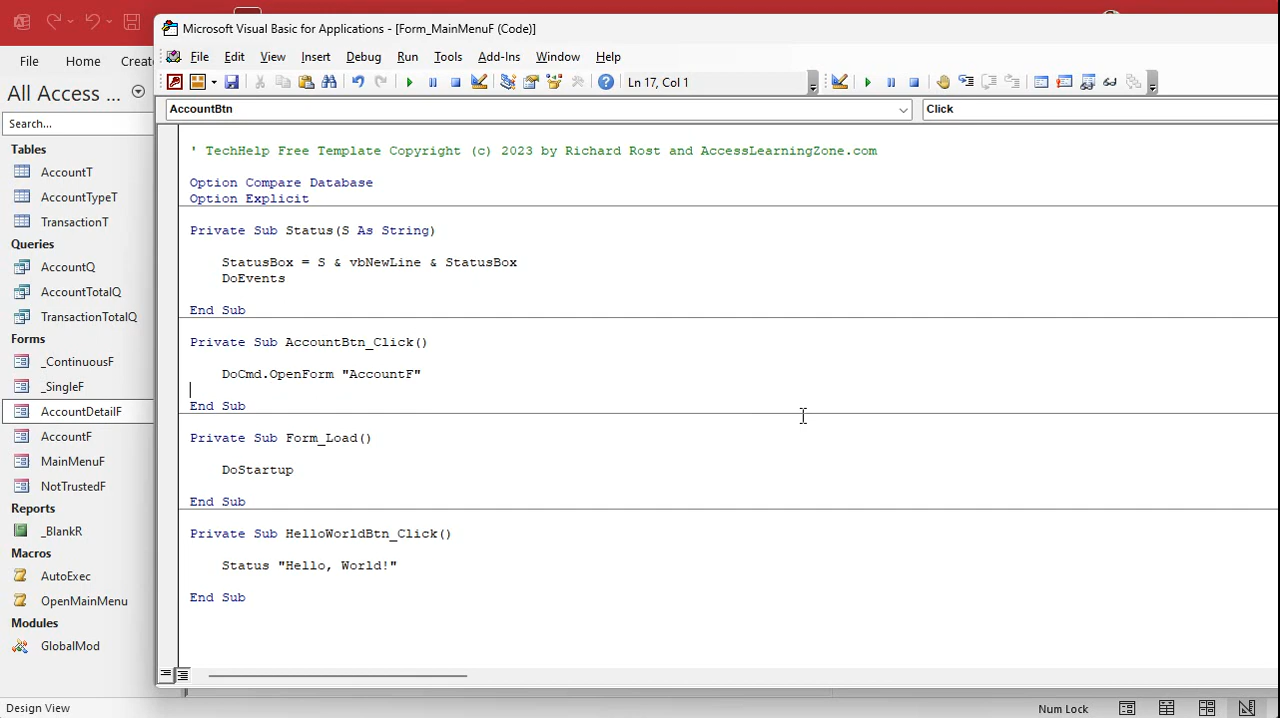 Microsoft Visual Basic for Applications - [Form_MainMenuF (Code)]
File Home Creat
File Edit View Insert Format Debug Run Tools Add-Ins Window Help
All Access ...
Ln 17, Col 1
Search...
AccountBtn
Click
Tables
AccountT
AccountTypeT
TransactionT
Queries
AccountQ
AccountTotalQ
TransactionTotalQ
Forms
_ContinuousF
_SingleF
AccountDetailF
AccountF
MainMenuF
NotTrustedF
Reports
_BlankR
Macros
AutoExec
OpenMainMenu
Modules
GlobalMod
' TechHelp Free Template Copyright (c) 2023 by Richard Rost and AccessLearningZone.com
Option Compare Database
Option Explicit
Private Sub Status(S As String)
StatusBox = S & vbNewLine & StatusBox
DoEvents
End Sub
Private Sub AccountBtn_Click()
DoCmd.OpenForm "AccountF"
End Sub
Private Sub Form_Load()
DoStartup
End Sub
Private Sub HelloWorldBtn_Click()
Status "Hello, World!"
End Sub
Design View
Num Lock